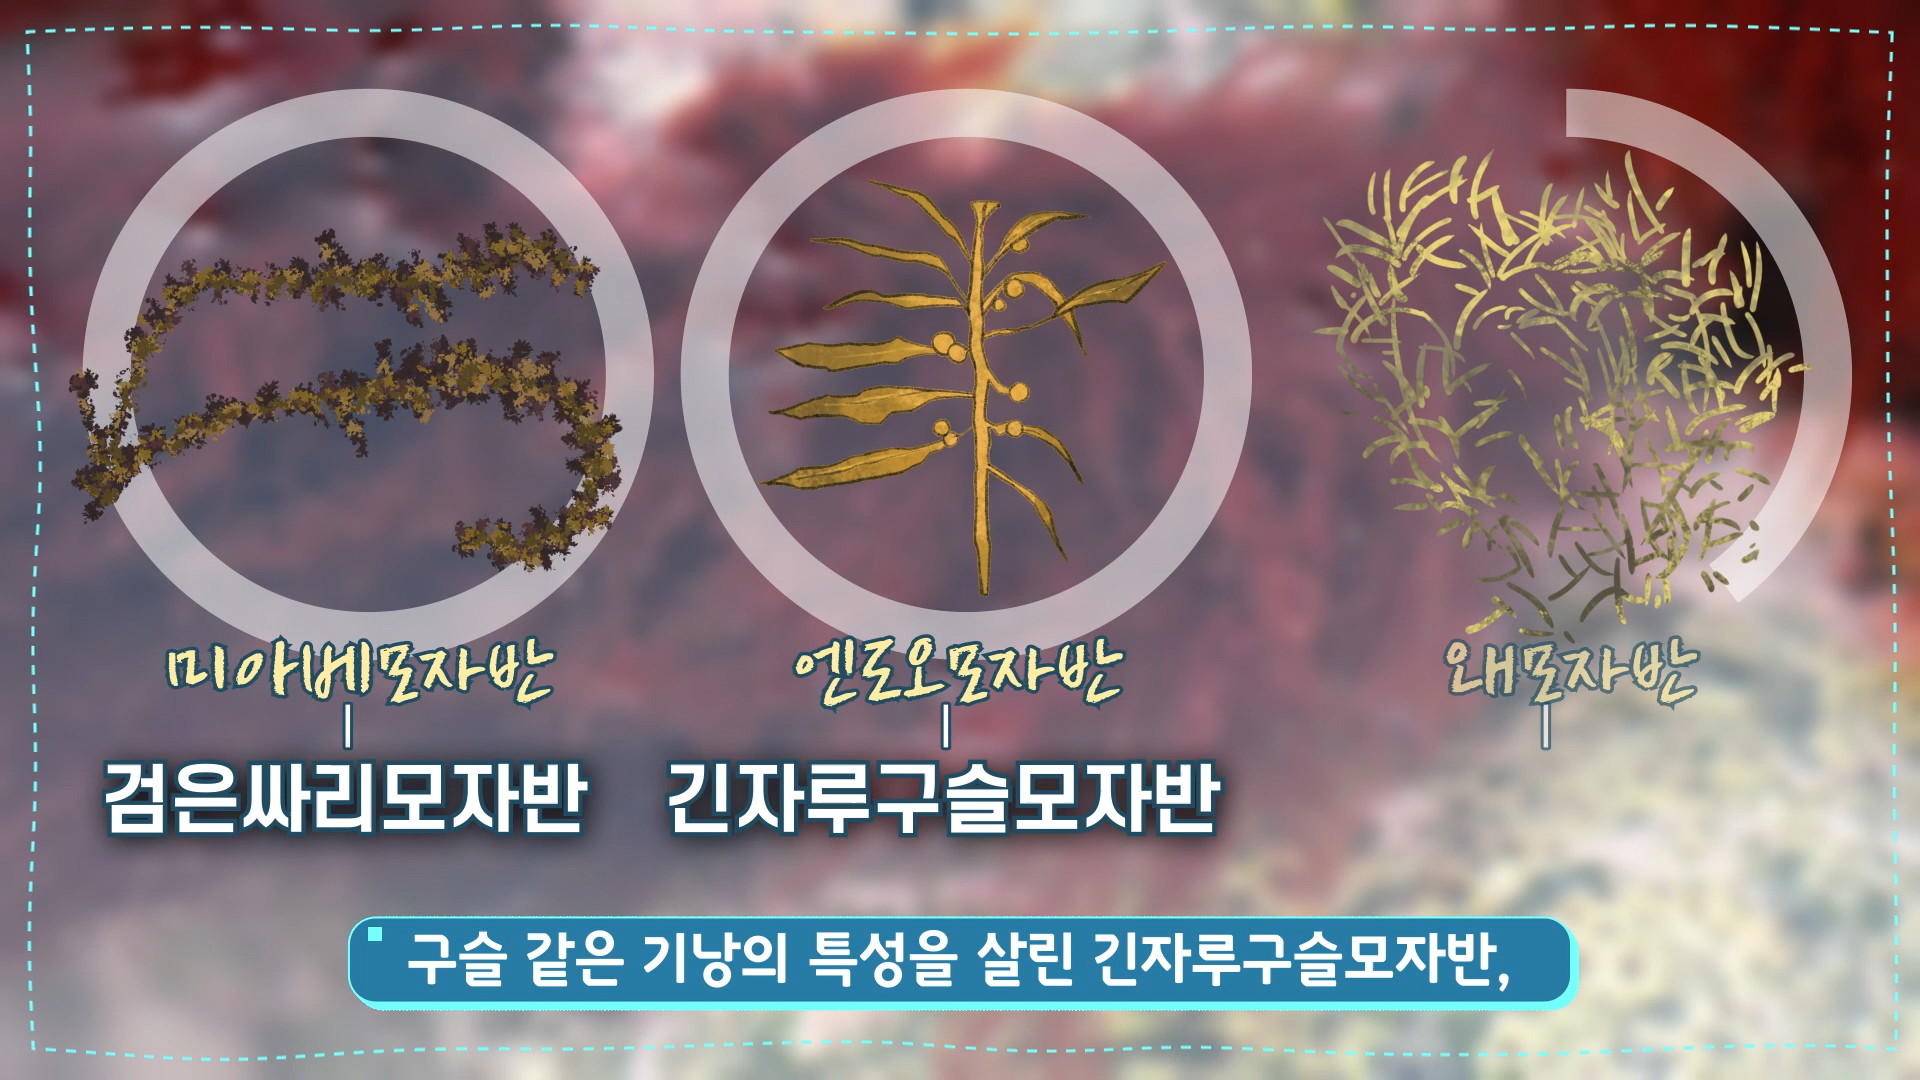 미야베모자반
엔도오모자반
왜모자반
검은싸리모자반
긴자루구슬모자반
구슬 같은 기낭의 특성을 살린 긴자루구슬모자반,